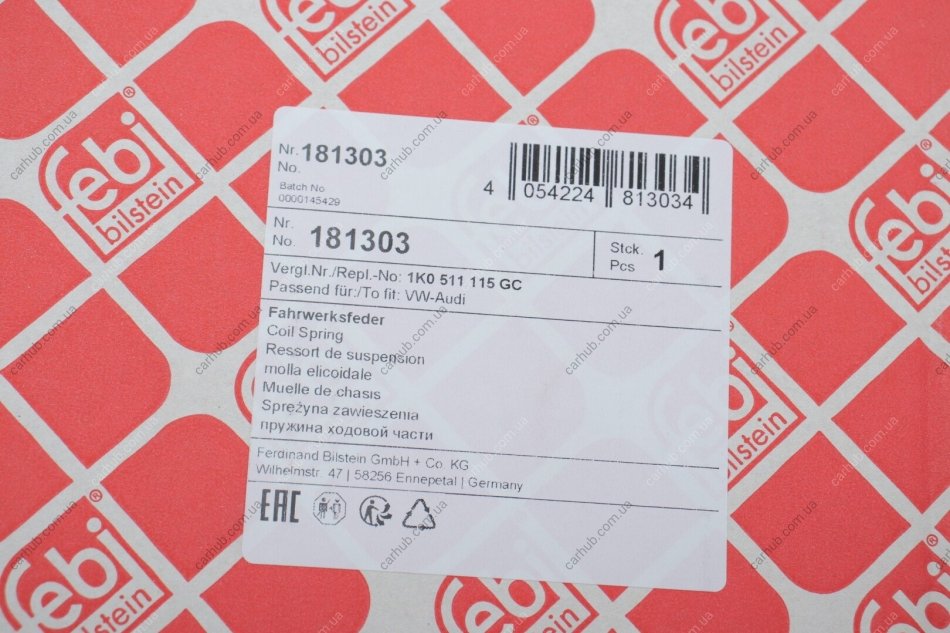 febi
bilstein
Nr.
No. 181303
Batch No
0000145429
4 054224 813034
Nr.
No. 181303
Stck.
Pcs 1
Vergl.Nr./Repl.-No: 1K0 511 115 GC
Passend für:/To fit: VW-Audi
Fahrwerksfeder
Coil Spring
Ressort de suspension
molla elicoidale
Muelle de chasis
Sprężyna zawieszenia
пружина ходовой части
Ferdinand Bilstein GmbH + Co. KG
Wilhelmstr. 47 | 58256 Ennepetal | Germany
EAC
carhub.com.ua